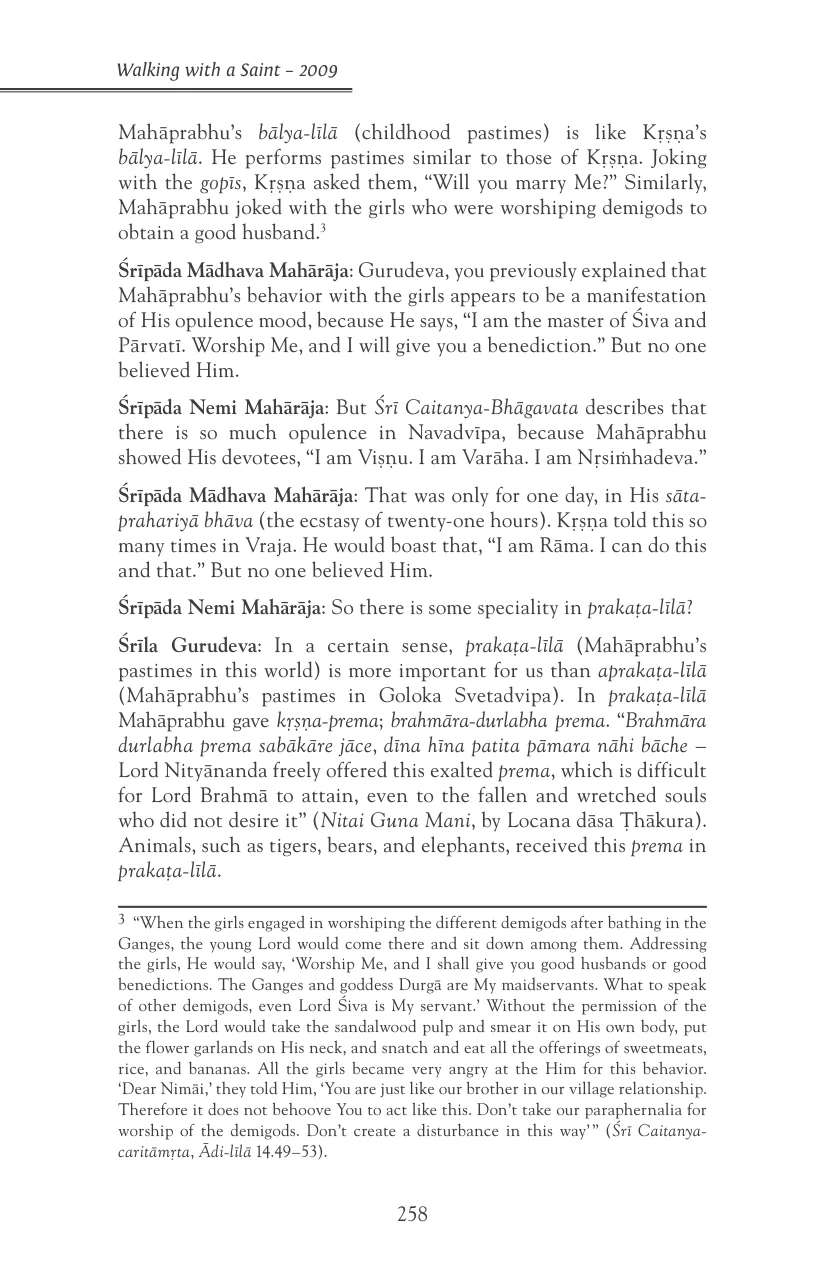 Walking with a Saint – 2009
Mahāprabhu’s bālya-līlā (childhood pastimes) is like Kṛṣṇa’s
bālya-līlā. He performs pastimes similar to those of Kṛṣṇa. Joking
with the gopīs, Kṛṣṇa asked them, “Will you marry Me?” Similarly,
Mahāprabhu joked with the girls who were worshiping demigods to
obtain a good husband.3
Śrīpāda Mādhava Mahārāja: Gurudeva, you previously explained that
Mahāprabhu’s behavior with the girls appears to be a manifestation
of His opulence mood, because He says, “I am the master of Śiva and
Pārvatī. Worship Me, and I will give you a benediction.” But no one
believed Him.
Śrīpāda Nemi Mahārāja: But Śrī Caitanya-Bhāgavata describes that
there is so much opulence in Navadvīpa, because Mahāprabhu
showed His devotees, “I am Viṣṇu. I am Varāha. I am Nṛsiṁhadeva.”
Śrīpāda Mādhava Mahārāja: That was only for one day, in His sāta-
prahariyā bhāva (the ecstasy of twenty-one hours). Kṛṣṇa told this so
many times in Vraja. He would boast that, “I am Rāma. I can do this
and that.” But no one believed Him.
Śrīpāda Nemi Mahārāja: So there is some speciality in prakaṭa-līlā?
Śrīla Gurudeva: In a certain sense, prakaṭa-līlā (Mahāprabhu’s
pastimes in this world) is more important for us than aprakaṭa-līlā
(Mahāprabhu’s pastimes in Goloka Svetadvipa). In prakaṭa-līlā
Mahāprabhu gave kṛṣṇa-prema; brahmāra-durlabha prema. “Brahmāra
durlabha prema sabākāre jāce, dīna hīna patita pāmara nāhi bāche –
Lord Nityānanda freely offered this exalted prema, which is difficult
for Lord Brahmā to attain, even to the fallen and wretched souls
who did not desire it” (Nitai Guna Mani, by Locana dāsa Ṭhākura).
Animals, such as tigers, bears, and elephants, received this prema in
prakaṭa-līlā.
3 “When the girls engaged in worshiping the different demigods after bathing in the
Ganges, the young Lord would come there and sit down among them. Addressing
the girls, He would say, ‘Worship Me, and I shall give you good husbands or good
benedictions. The Ganges and goddess Durgā are My maidservants. What to speak
of other demigods, even Lord Śiva is My servant.’ Without the permission of the
girls, the Lord would take the sandalwood pulp and smear it on His own body, put
the flower garlands on His neck, and snatch and eat all the offerings of sweetmeats,
rice, and bananas. All the girls became very angry at the Him for this behavior.
‘Dear Nimāi,’ they told Him, ‘You are just like our brother in our village relationship.
Therefore it does not behoove You to act like this. Don’t take our paraphernalia for
worship of the demigods. Don’t create a disturbance in this way’” (Śrī Caitanya-
caritāmṛta, Ādi-līlā 14.49–53).
258